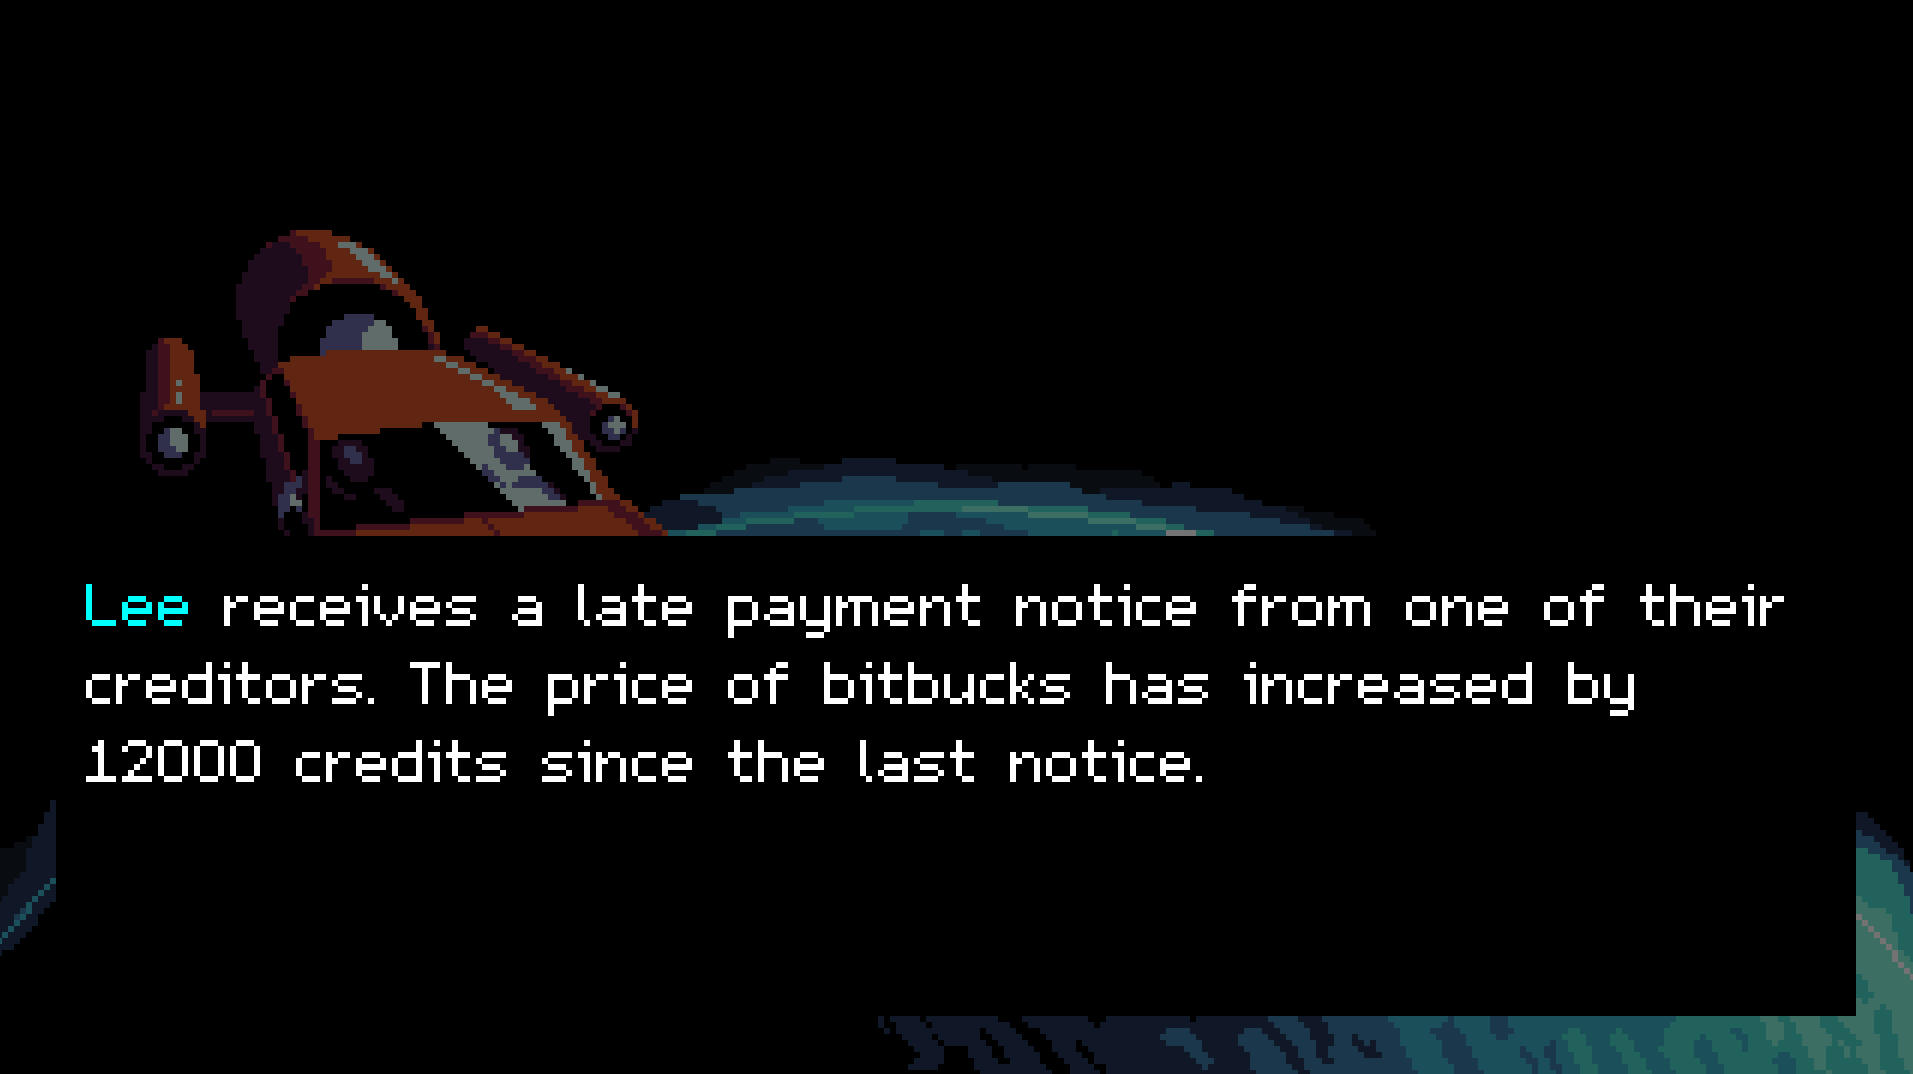 Lee receives a late payment notice from one of their
creditors. The price of bitbucks has increased by
12000 credits since the last notice.